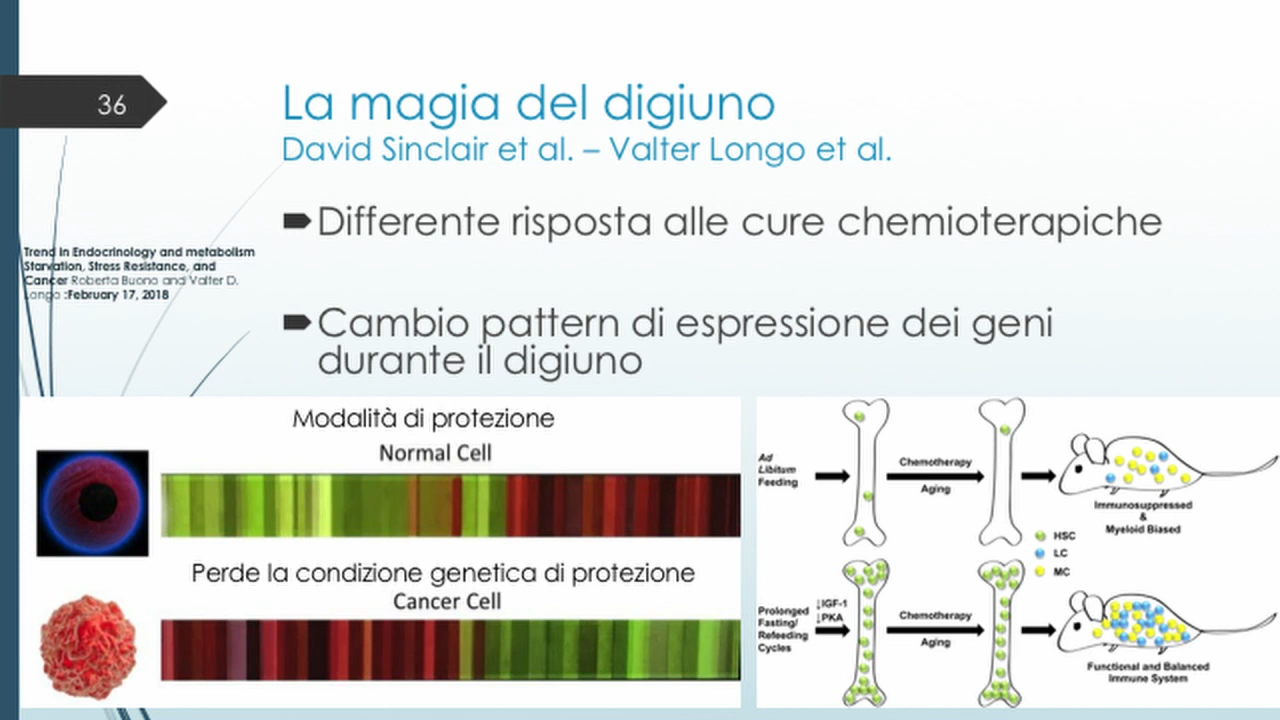 36
La magia del digiuno
David Sinclair et al. – Valter Longo et al.
Differente risposta alle cure chemioterapiche
Trend in Endocrinology and metabolism
Starvation, Stress Resistance, and
Cancer Roberta Buono and Valter D.
Longo :February 17, 2018
Cambio pattern di espressione dei geni
durante il digiuno
Modalità di protezione
Normal Cell
Perde la condizione genetica di protezione
Cancer Cell
Ad
Libitum
Feeding
Chemotherapy
Aging
Immunosuppressed
&
Myeloid Biased
HSC
LC
MC
Prolonged
Fasting/
Refeeding
Cycles
↓IGF-1
↓PKA
Chemotherapy
Aging
Functional and Balanced
Immune System